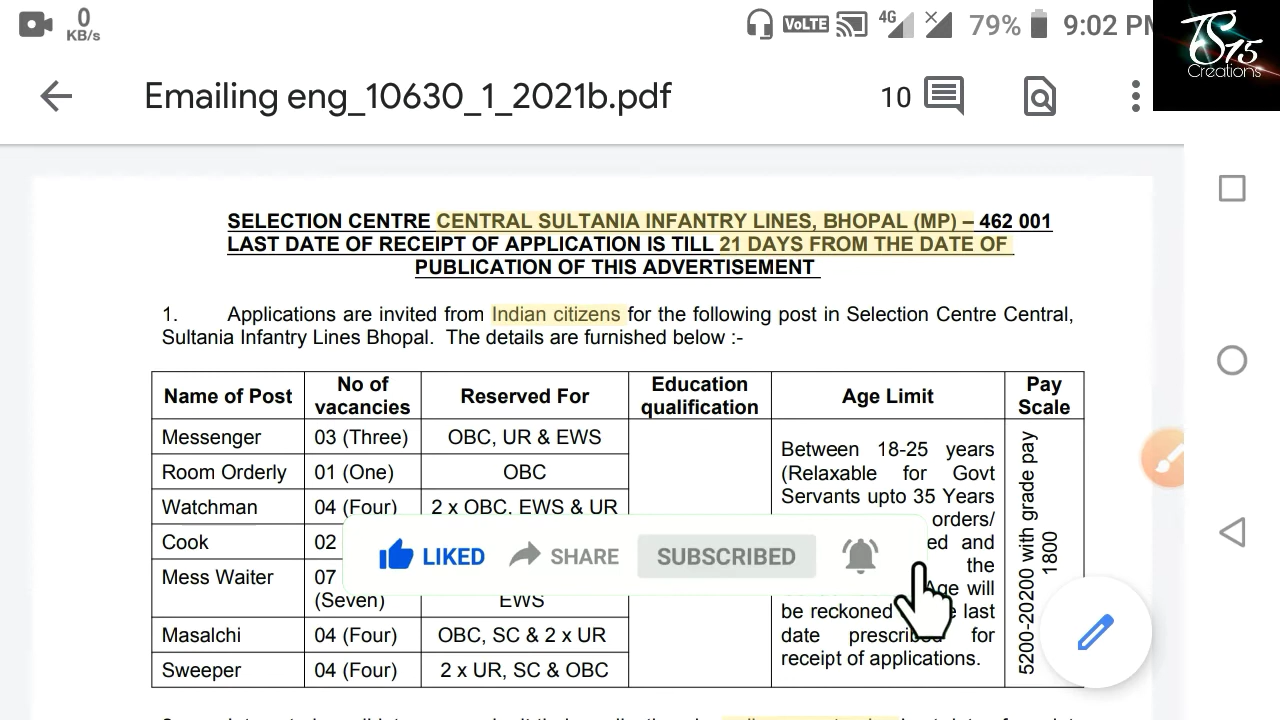 0
KB/s
VoLTE
4G
79%
9:02 PM
TS15
Creations
Emailing eng_10630_1_2021b.pdf
10
SELECTION CENTRE CENTRAL SULTANIA INFANTRY LINES, BHOPAL (MP) – 462 001
LAST DATE OF RECEIPT OF APPLICATION IS TILL 21 DAYS FROM THE DATE OF
PUBLICATION OF THIS ADVERTISEMENT
1. Applications are invited from Indian citizens for the following post in Selection Centre Central,
Sultania Infantry Lines Bhopal. The details are furnished below :-
Name of Post
No of
vacancies
Reserved For
Education
qualification
Age Limit
Pay
Scale
Messenger
03 (Three)
OBC, UR & EWS
Room Orderly
01 (One)
OBC
Watchman
04 (Four)
2 x OBC, EWS & UR
Cook
02
Mess Waiter
07
(Seven)
EWS
Masalchi
04 (Four)
OBC, SC & 2 x UR
Sweeper
04 (Four)
2 x UR, SC & OBC
Between 18-25 years
(Relaxable for Govt
Servants upto 35 Years
orders/
ed and
the
Age will
be reckoned last
date prescribed for
receipt of applications.
5200-20200 with grade pay
1800
LIKED
SHARE
SUBSCRIBED